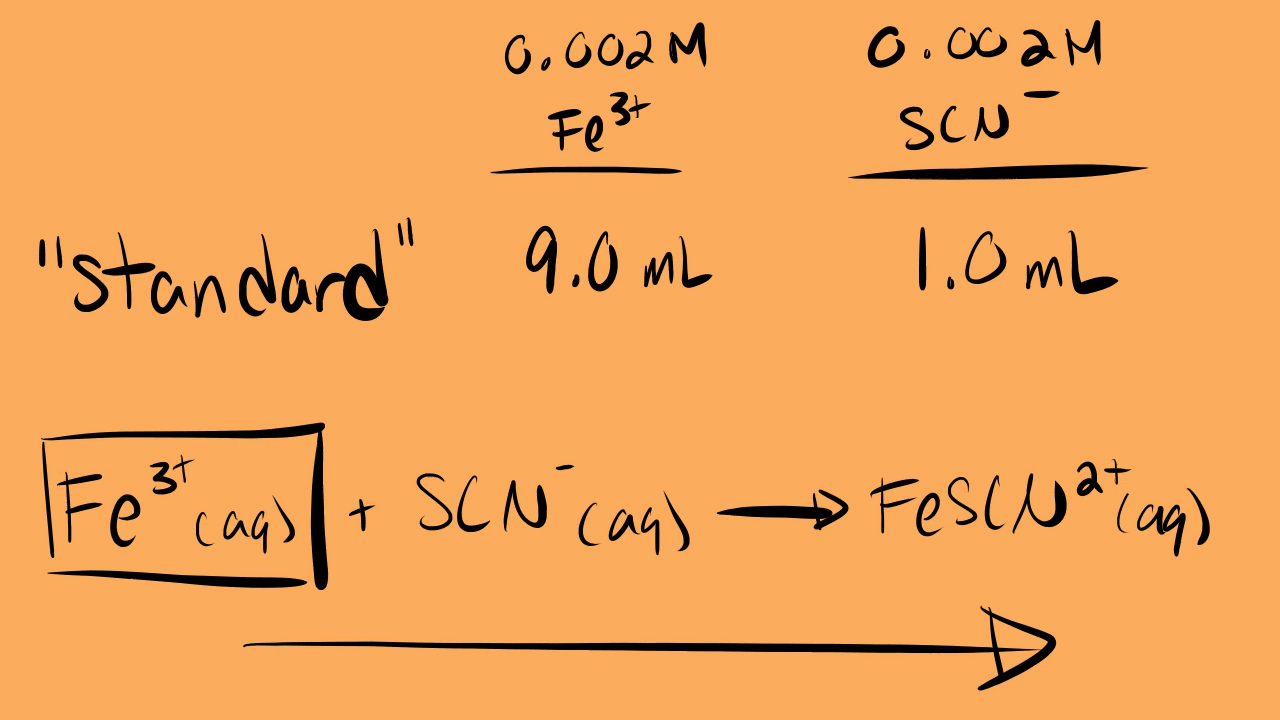 0.002M 0.002M
Fe³⁺ SCN⁻
"standard" 9.0 mL 1.0 mL
Fe³⁺(aq) + SCN⁻(aq) → FeSCN²⁺(aq)